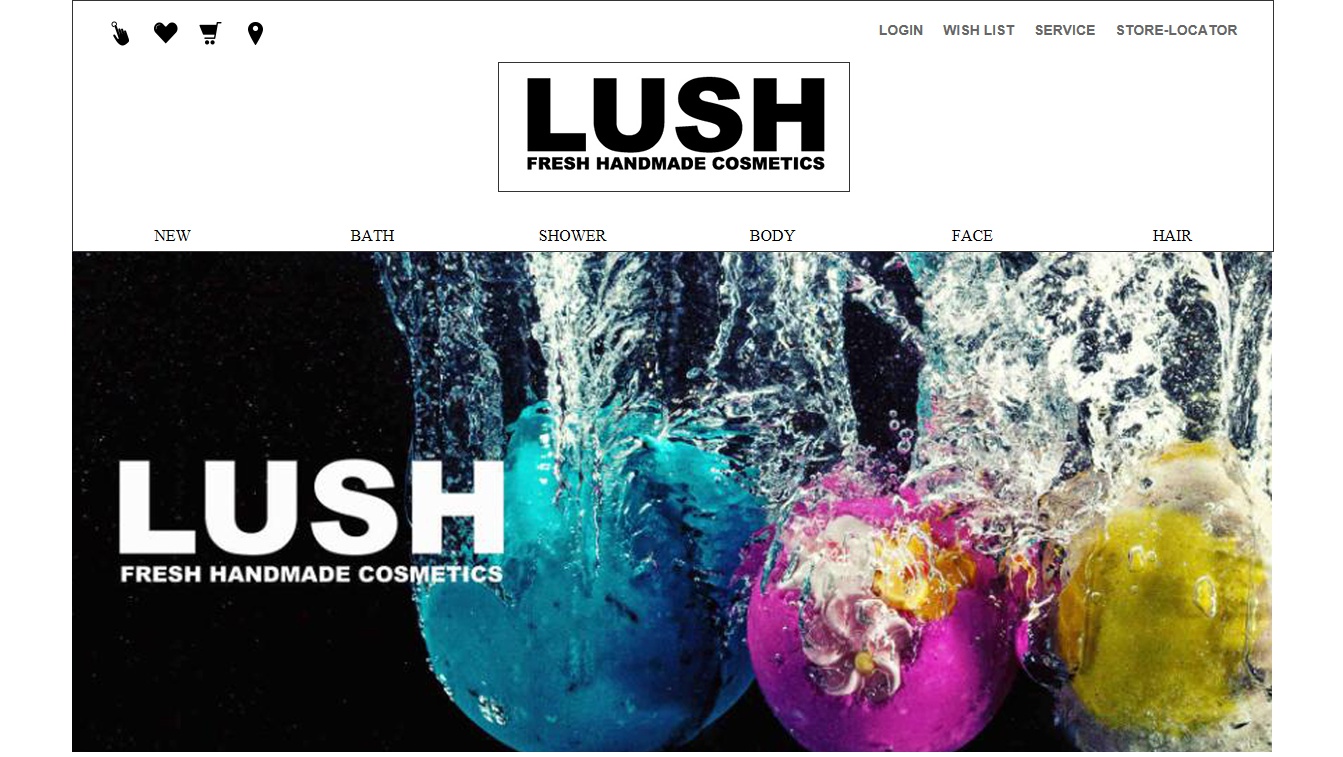 LOGIN WISH LIST SERVICE STORE-LOCATOR
LUSH
FRESH HANDMADE COSMETICS
NEW BATH SHOWER BODY FACE HAIR
LUSH
FRESH HANDMADE COSMETICS